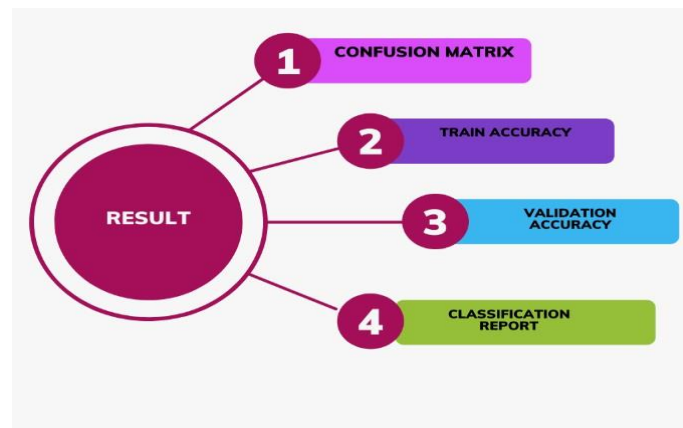 1
CONFUSION MATRIX
2
TRAIN ACCURACY
RESULT
3
VALIDATION
ACCURACY
4
CLASSIFICATION
REPORT